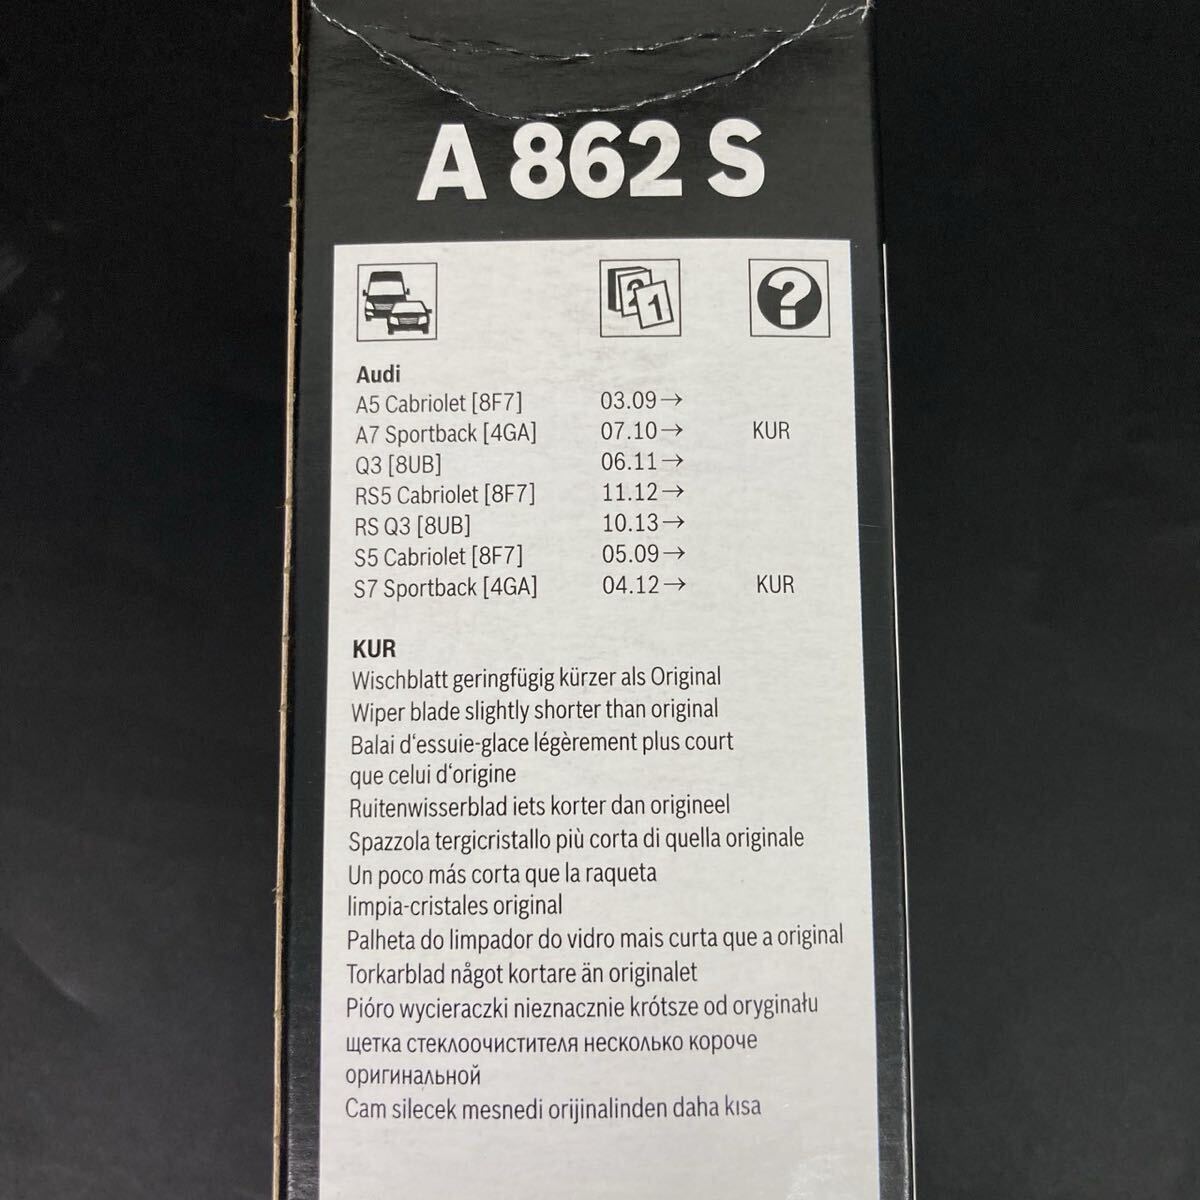 A 862 S
2 1
?
Audi
A5 Cabriolet [8F7] 03.09→
A7 Sportback [4GA] 07.10→ KUR
Q3 [8UB] 06.11→
RS5 Cabriolet [8F7] 11.12→
RS Q3 [8UB] 10.13→
S5 Cabriolet [8F7] 05.09→
S7 Sportback [4GA] 04.12→ KUR
KUR
Wischblatt geringfügig kürzer als Original
Wiper blade slightly shorter than original
Balai d‘essuie-glace légèrement plus court
que celui d‘origine
Ruitenwisserblad iets korter dan origineel
Spazzola tergicristallo più corta di quella originale
Un poco más corta que la raqueta
limpia-cristales original
Palheta do limpador do vidro mais curta que a original
Torkarblad något kortare än originalet
Pióro wycieraczki nieznacznie krótsze od oryginału
щетка стеклоочистителя несколько короче
оригинальной
Cam silecek mesnedi orijinalinden daha kısa